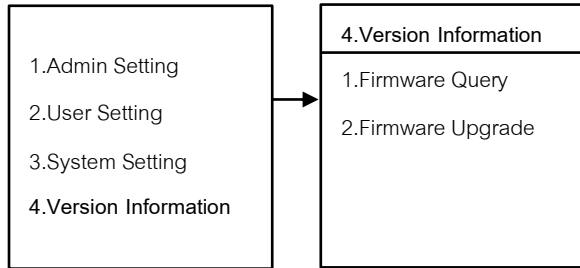 1.Admin Setting
2.User Setting
3.System Setting
4.Version Information
4.Version Information
1.Firmware Query
2.Firmware Upgrade